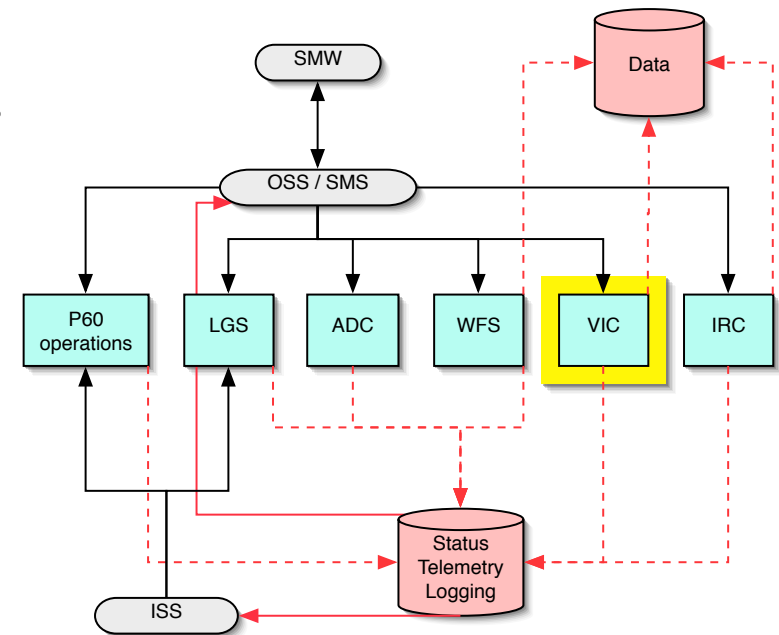 SMW
Data
OSS / SMS
P60
operations
LGS
ADC
WFS
VIC
IRC
Status
Telemetry
Logging
ISS